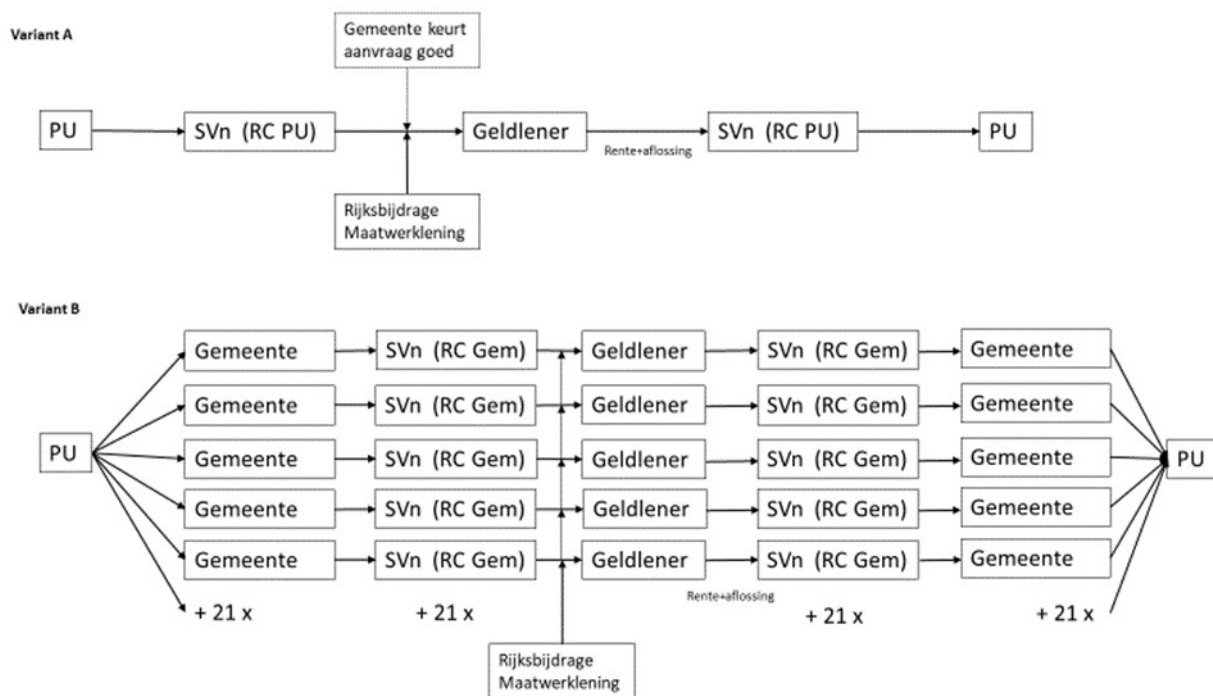 Variant A
Gemeente keurt
aanvraag goed
PU
SVn (RC PU)
Geldlener
Rente+aflossing
SVn (RC PU)
PU
Rijksbijdrage
Maatwerklening
Variant B
Gemeente
SVn (RC Gem)
Geldlener
SVn (RC Gem)
Gemeente
Gemeente
SVn (RC Gem)
Geldlener
SVn (RC Gem)
Gemeente
PU
Gemeente
SVn (RC Gem)
Geldlener
SVn (RC Gem)
Gemeente
PU
Gemeente
SVn (RC Gem)
Geldlener
SVn (RC Gem)
Gemeente
Gemeente
SVn (RC Gem)
Geldlener
SVn (RC Gem)
Gemeente
Rente+aflossing
+ 21 x
+ 21 x
+ 21 x
+ 21 x
Rijksbijdrage
Maatwerklening